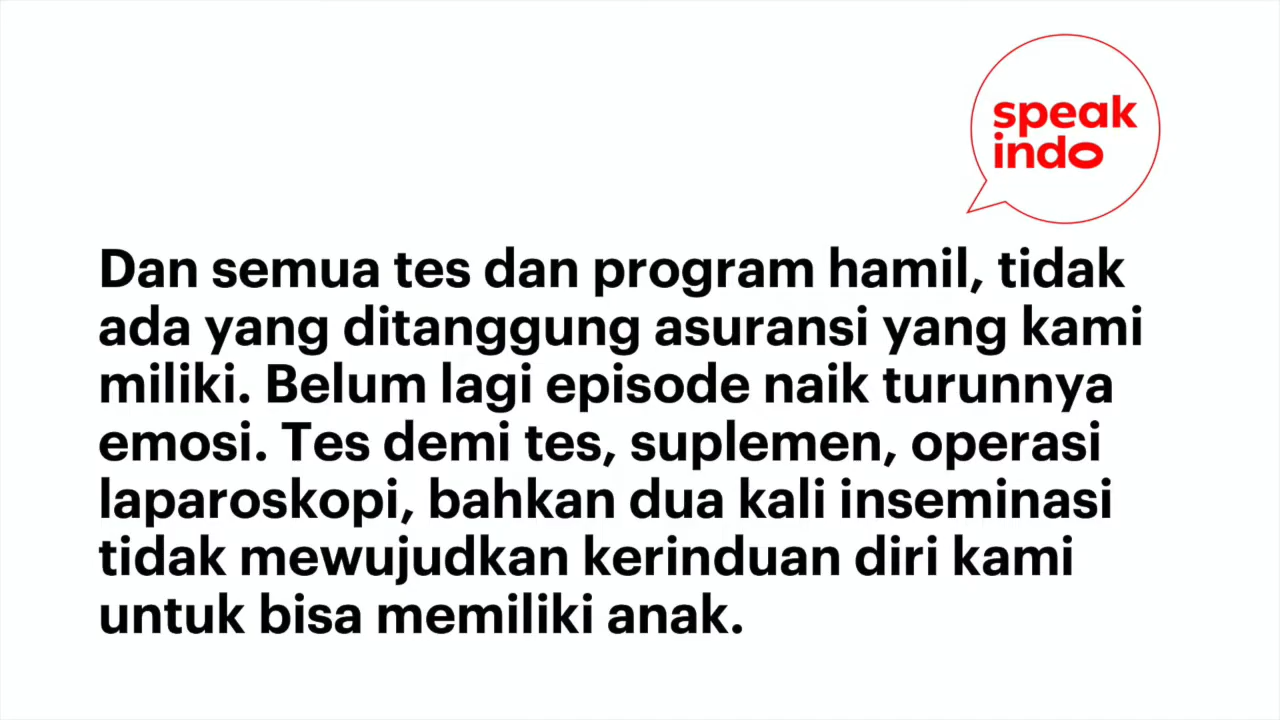 speak
indo
Dan semua tes dan program hamil, tidak
ada yang ditanggung asuransi yang kami
miliki. Belum lagi episode naik turunnya
emosi. Tes demi tes, suplemen, operasi
laparoskopi, bahkan dua kali inseminasi
tidak mewujudkan kerinduan diri kami
untuk bisa memiliki anak.